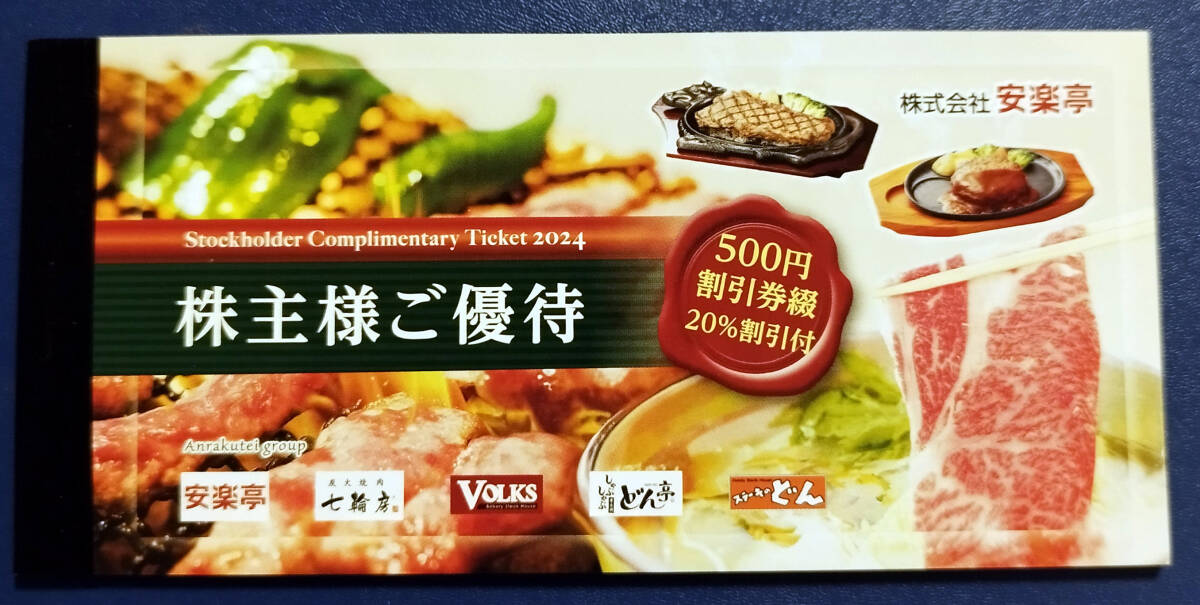 株式会社 安楽亭
Stockholder Complimentary Ticket 2024
株主様ご優待
500円
割引券綴
20%割引付
Anrakutei group
安楽亭
炭火焼肉
七輪房
VOLKS
Bakery Steak House
しゃぶしゃぶ
どん亭
ステーキのどん